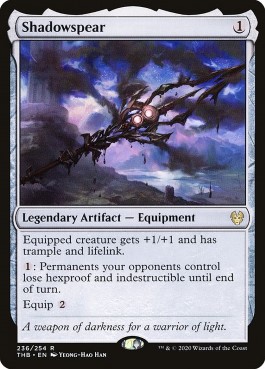 Shadowspear 1
Legendary Artifact — Equipment
Equipped creature gets +1/+1 and has
trample and lifelink.
1: Permanents your opponents control
lose hexproof and indestructible until end
of turn.
Equip 2
A weapon of darkness for a warrior of light.
236/254 R
THB • EN Yeong-Hao Han
™ & © 2020 Wizards of the Coast